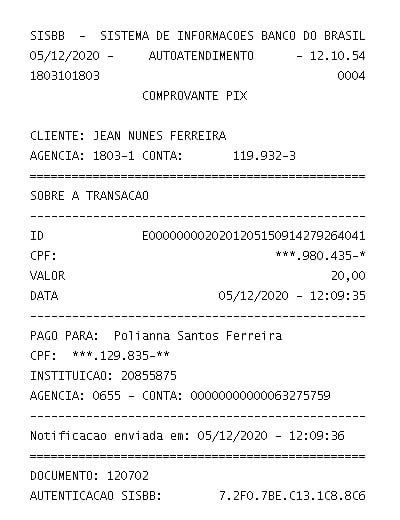 SISBB - SISTEMA DE INFORMACOES BANCO DO BRASIL
05/12/2020 - AUTOATENDIMENTO - 12.10.54
1803101803 0004
COMPROVANTE PIX
CLIENTE: JEAN NUNES FERREIRA
AGENCIA: 1803-1 CONTA: 119.932-3
================================================
SOBRE A TRANSACAO
------------------------------------------------
ID E0000000020201205150914279264041
CPF: ***.980.435-*
VALOR 20,00
DATA 05/12/2020 - 12:09:35
------------------------------------------------
PAGO PARA: Polianna Santos Ferreira
CPF: ***.129.835-**
INSTITUICAO: 20855875
AGENCIA: 0655 - CONTA: 00000000000063275759
------------------------------------------------
Notificacao enviada em: 05/12/2020 - 12:09:36
================================================
DOCUMENTO: 120702
AUTENTICACAO SISBB: 7.2F0.7BE.C13.1C8.8C6